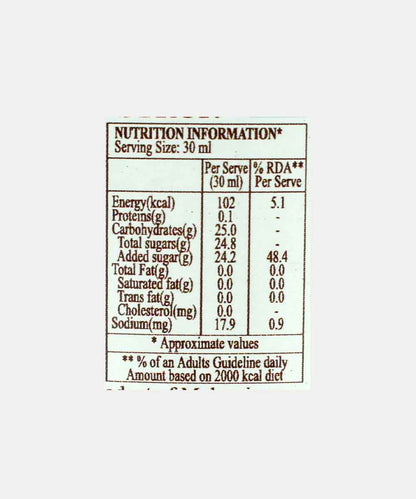 NUTRITION INFORMATION*
Serving Size: 30 ml
Per Serve % RDA**
(30 ml) Per Serve
Energy(kcal) 102 5.1
Proteins(g) 0.1 -
Carbohydrates(g) 25.0
Total sugars(g) 24.8 -
Added sugar(g) 24.2 48.4
Total Fat(g) 0.0 0.0
Saturated fat(g) 0.0 0.0
Trans fat(g) 0.0 0.0
Cholesterol(mg) 0.0 -
Sodium(mg) 17.9 0.9
* Approximate values
** % of an Adults Guideline daily
Amount based on 2000 kcal diet